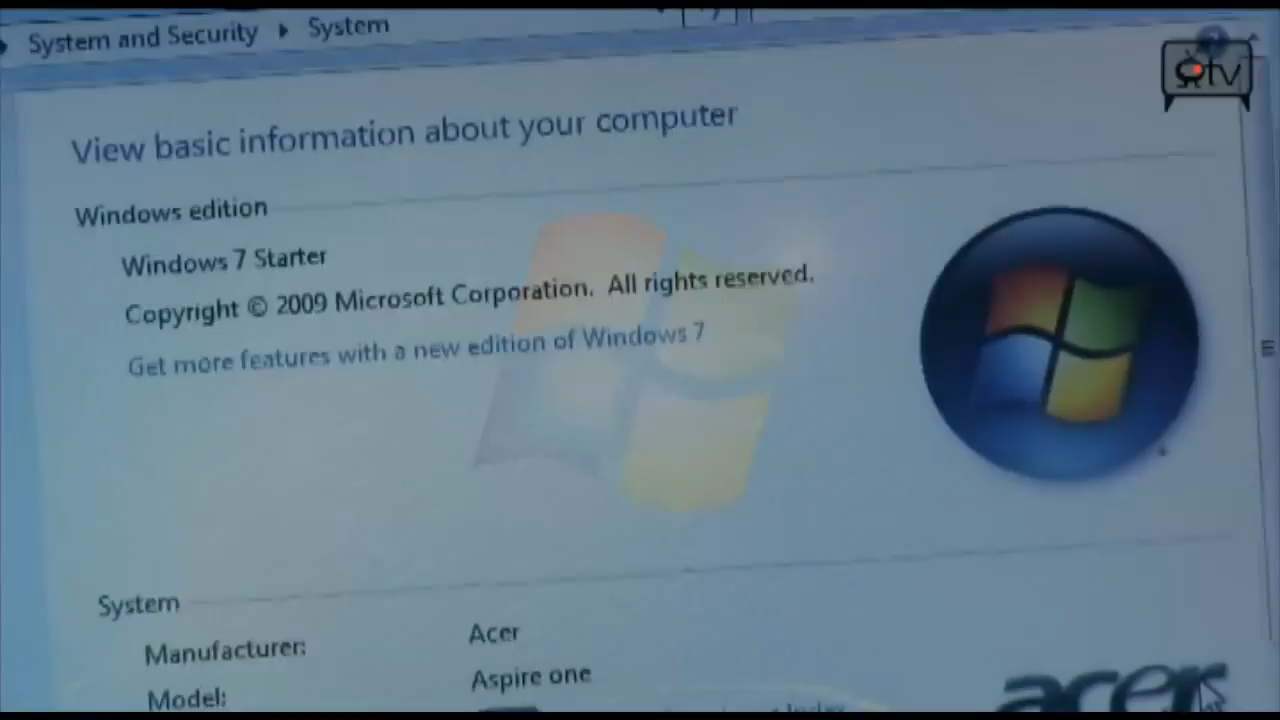 System and Security ▸ System
tv
View basic information about your computer
Windows edition
Windows 7 Starter
Copyright © 2009 Microsoft Corporation. All rights reserved.
Get more features with a new edition of Windows 7
System
Manufacturer: Acer
Model: Aspire one
acer
Index